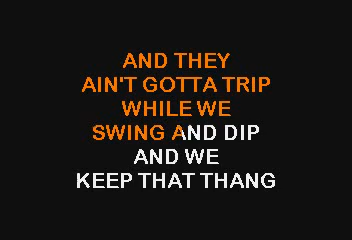 AND THEY
AIN'T GOTTA TRIP
WHILE WE
SWING AND DIP
AND WE
KEEP THAT THANG